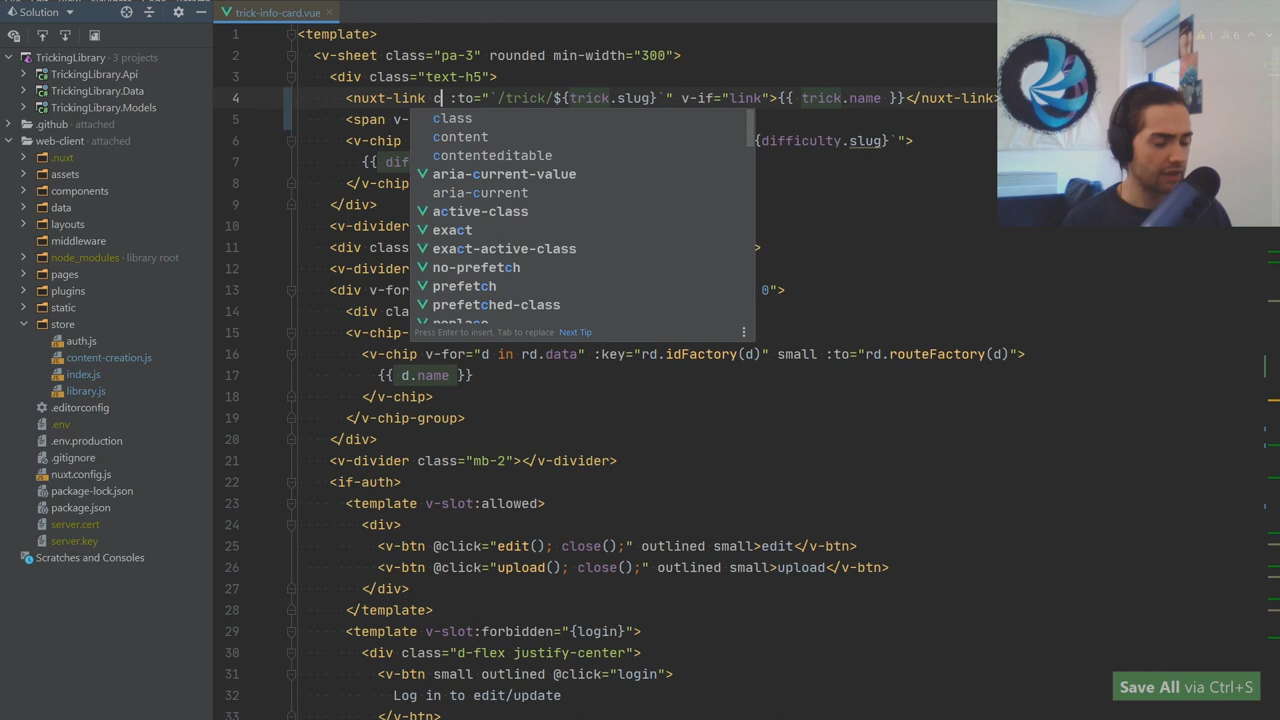 Solution
trick-info-card.vue
TrickingLibrary 3 projects
TrickingLibrary.Api
TrickingLibrary.Data
TrickingLibrary.Models
.github attached
web-client attached
.nuxt
assets
components
data
layouts
middleware
node_modules library root
pages
plugins
static
store
auth.js
content-creation.js
index.js
library.js
.editorconfig
.env
.env.production
.gitignore
nuxt.config.js
package-lock.json
package.json
server.cert
server.key
Scratches and Consoles
1 <template>
2 <v-sheet class="pa-3" rounded min-width="300">
3 <div class="text-h5">
4 <nuxt-link c :to="`/trick/${trick.slug}`" v-if="link">{{ trick.name }}</nuxt-link>
5 <span v-
6 <v-chip {difficulty.slug}`">
7 {{ dif
8 </v-chip
9 </div>
10 <v-divider
11 <div class >
12 <v-divider
13 <div v-for 0">
14 <div clas
15 <v-chip-
16 <v-chip v-for="d in rd.data" :key="rd.idFactory(d)" small :to="rd.routeFactory(d)">
17 {{ d.name }}
18 </v-chip>
19 </v-chip-group>
20 </div>
21 <v-divider class="mb-2"></v-divider>
22 <if-auth>
23 <template v-slot:allowed>
24 <div>
25 <v-btn @click="edit(); close();" outlined small>edit</v-btn>
26 <v-btn @click="upload(); close();" outlined small>upload</v-btn>
27 </div>
28 </template>
29 <template v-slot:forbidden="{login}">
30 <div class="d-flex justify-center">
31 <v-btn small outlined @click="login">
32 Log in to edit/update
33 </v-btn>
class
content
contenteditable
aria-current-value
aria-current
active-class
exact
exact-active-class
no-prefetch
prefetch
prefetched-class
replace
Press Enter to insert, Tab to replace Next Tip
1 6
Save All via Ctrl+S